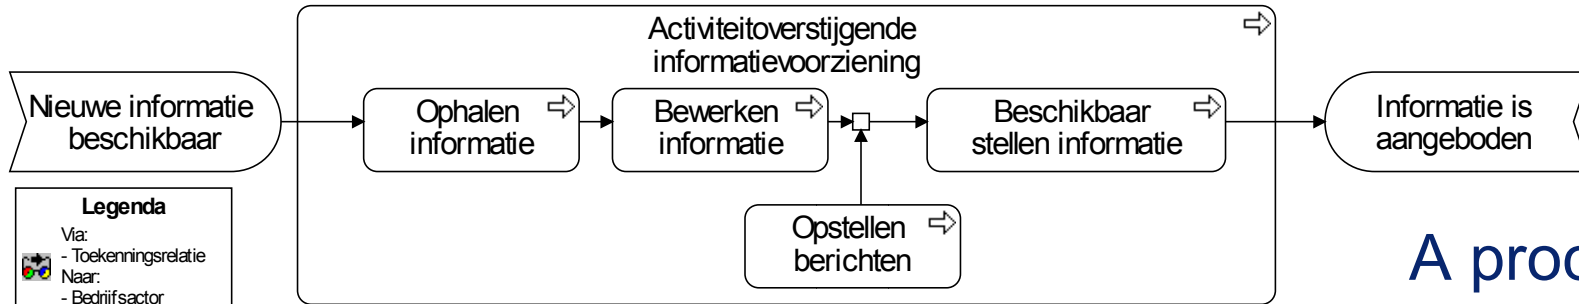 Activiteitoverstijgende
informatievoorziening
Nieuwe informatie
beschikbaar
Ophalen
informatie
Bewerken
informatie
Beschikbaar
stellen informatie
Informatie is
aangeboden
Opstellen
berichten
Legenda
Via:
- Toekenningsrelatie
Naar:
- Bedrijfsactor
A